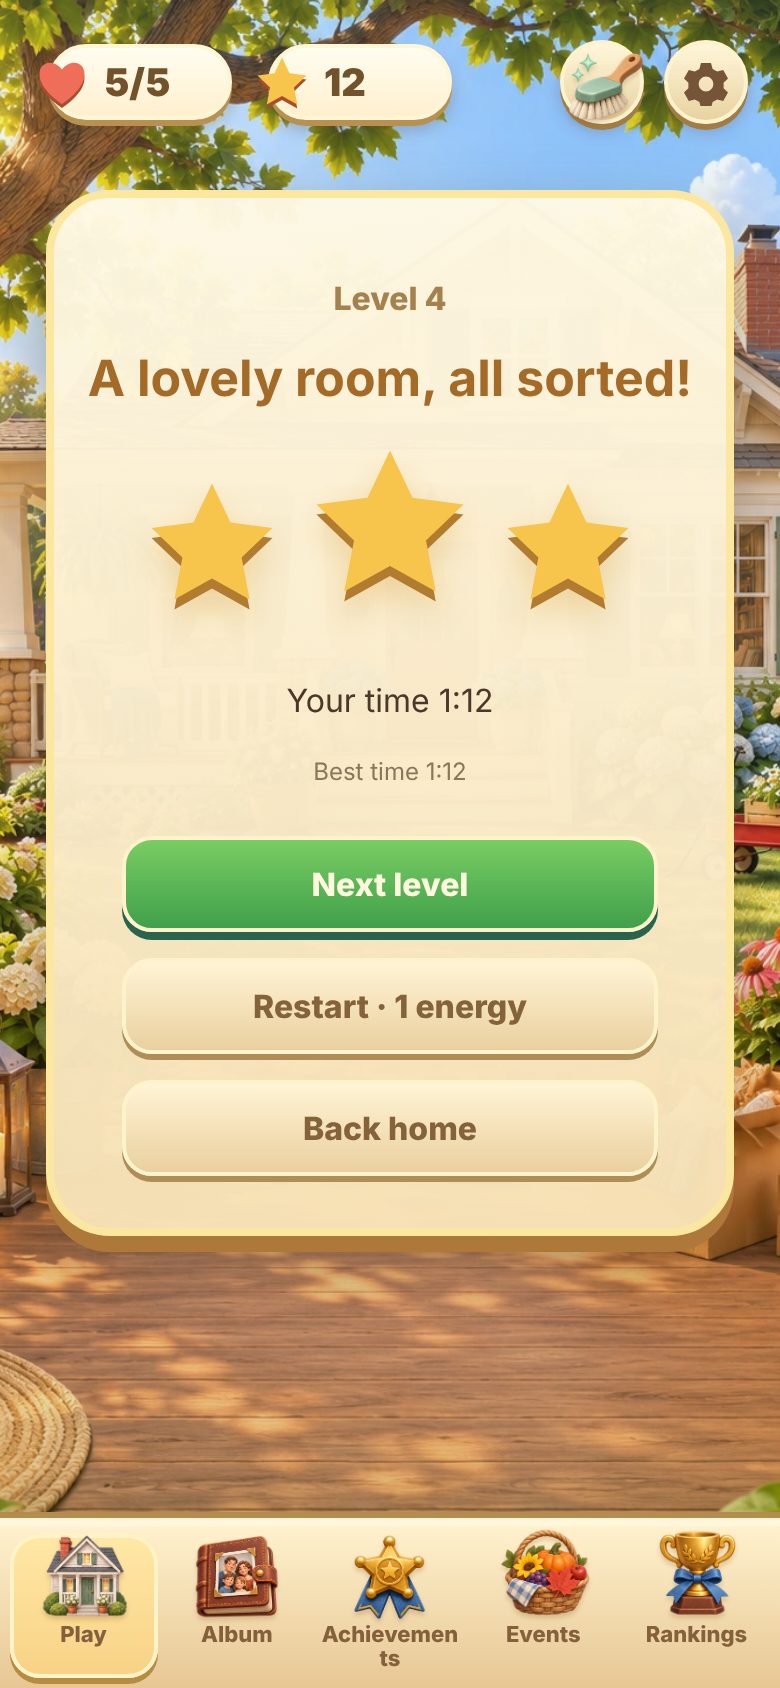 5/5
12
Level 4
A lovely room, all sorted!
Your time 1:12
Best time 1:12
Next level
Restart · 1 energy
Back home
Play
Album
Achievemen
ts
Events
Rankings